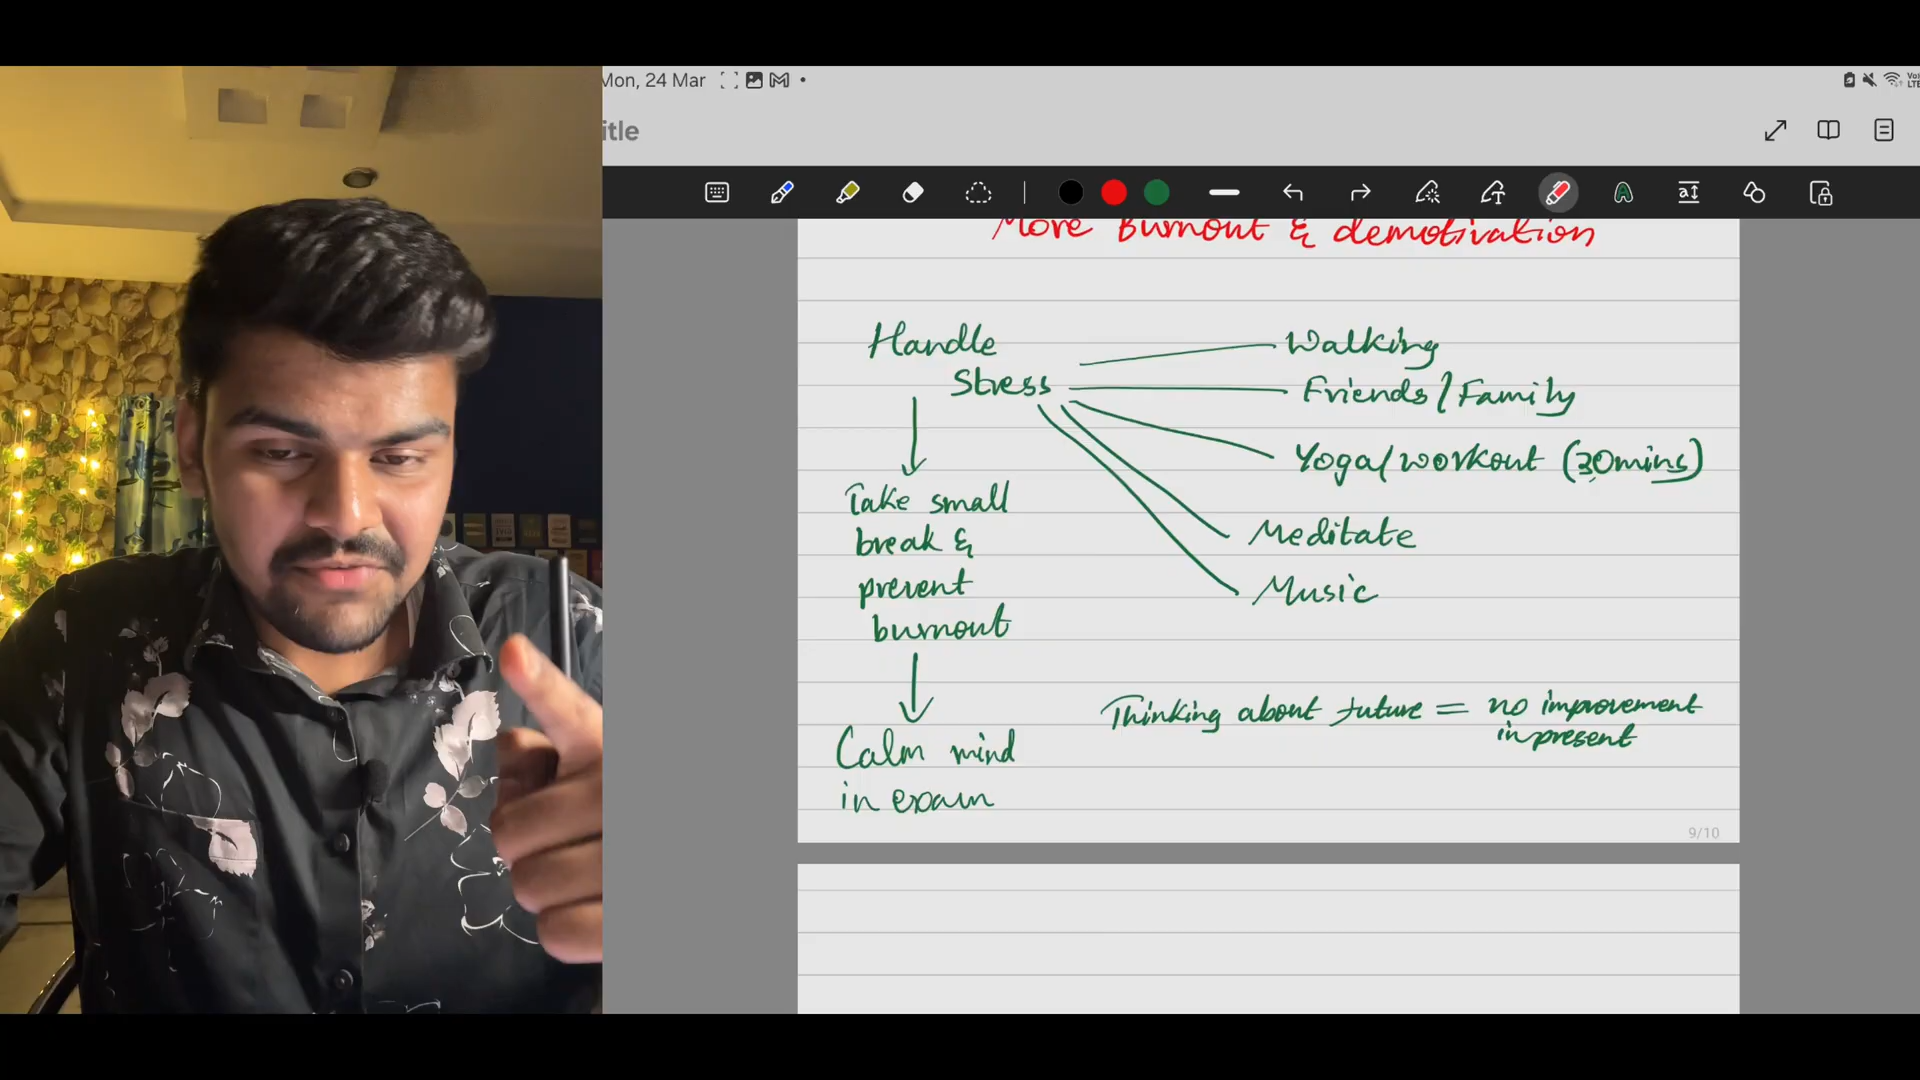 Mon, 24 Mar
itle
More Burnout & demotivation
Handle
Stress
Walking
Friends / Family
Yoga/workout (30mins)
Meditate
Music
Take small
break &
prevent
burnout
Calm mind
in exam
Thinking about future = no improvement
in present
9/10